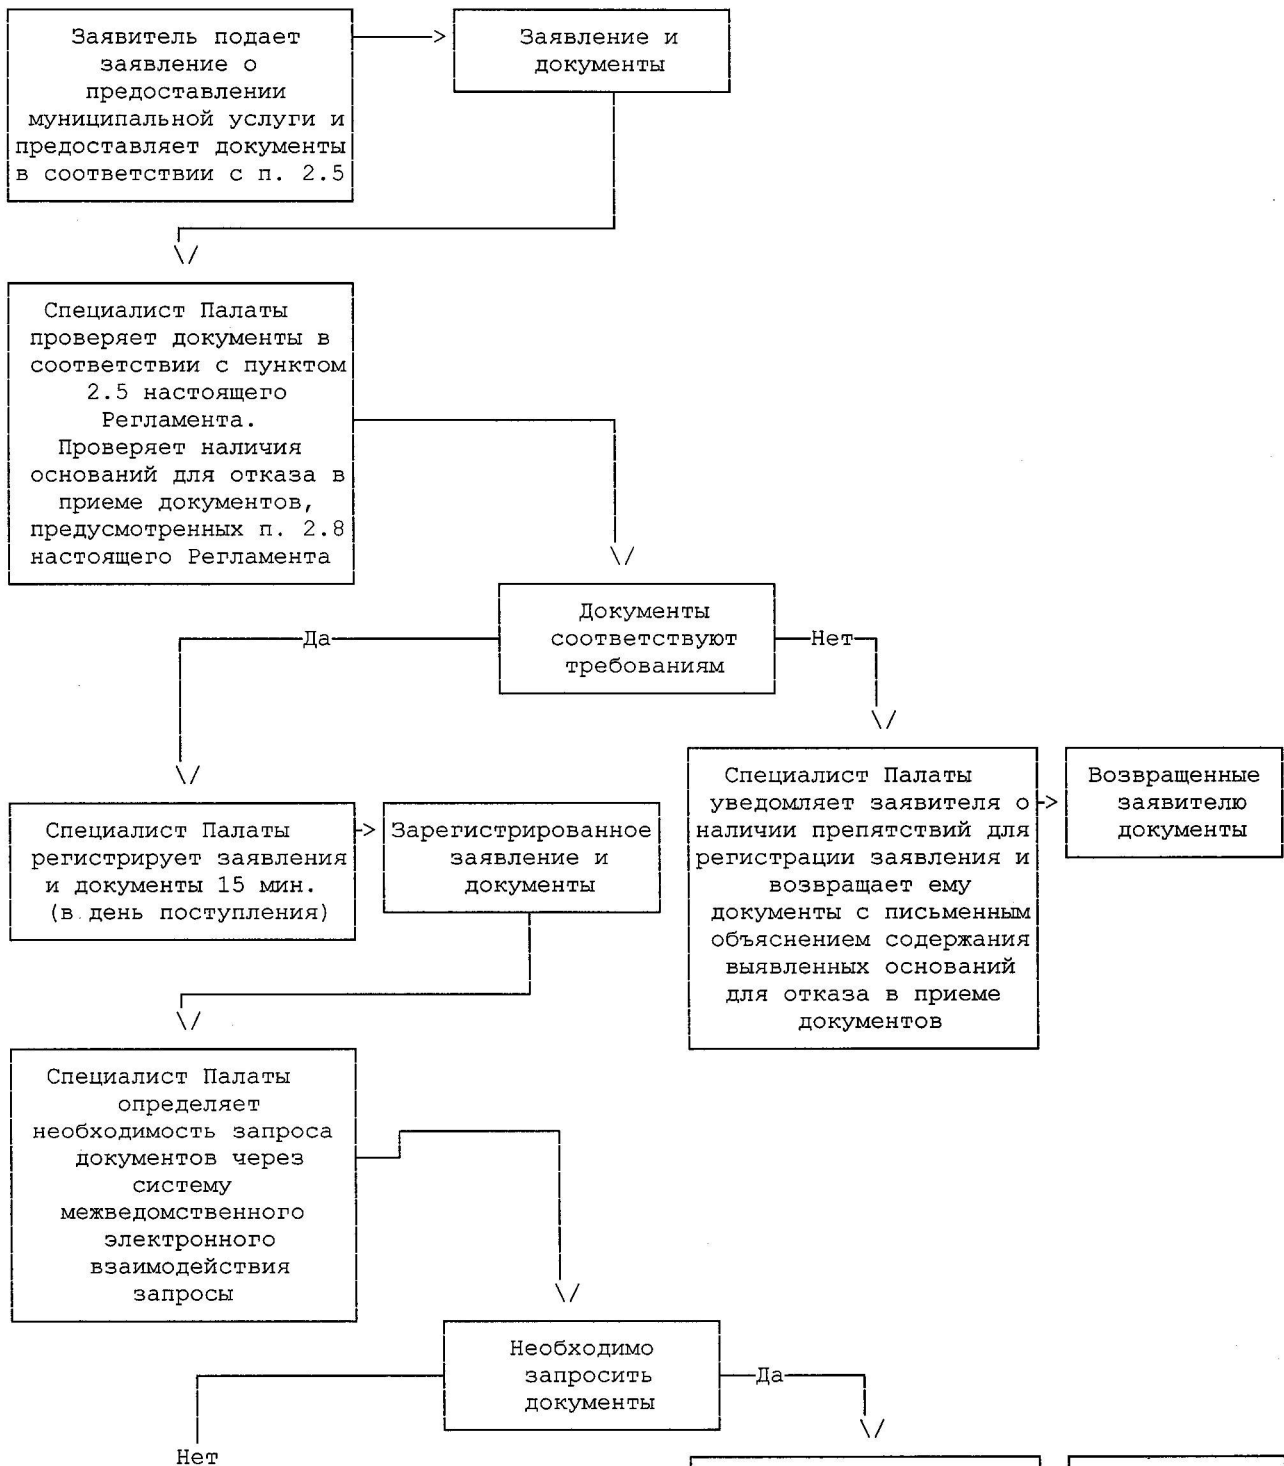 Заявитель подает
заявление о
предоставлении
муниципальной услуги и
предоставляет документы
в соответствии с п. 2.5
Заявление и
документы
Специалист Палаты
проверяет документы в
соответствии с пунктом
2.5 настоящего
Регламента.
Проверяет наличия
оснований для отказа в
приеме документов,
предусмотренных п. 2.8
настоящего Регламента
Документы
соответствуют
требованиям
Да
Нет
Специалист Палаты
уведомляет заявителя о
наличии препятствий для
регистрации заявления и
возвращает ему
документы с письменным
объяснением содержания
выявленных оснований
для отказа в приеме
документов
Возвращенные
заявителю
документы
Специалист Палаты
регистрирует заявления
и документы 15 мин.
(в день поступления)
Зарегистрированное
заявление и
документы
Специалист Палаты
определяет
необходимость запроса
документов через
систему
межведомственного
электронного
взаимодействия
запросы
Необходимо
запросить
документы
Да
Нет